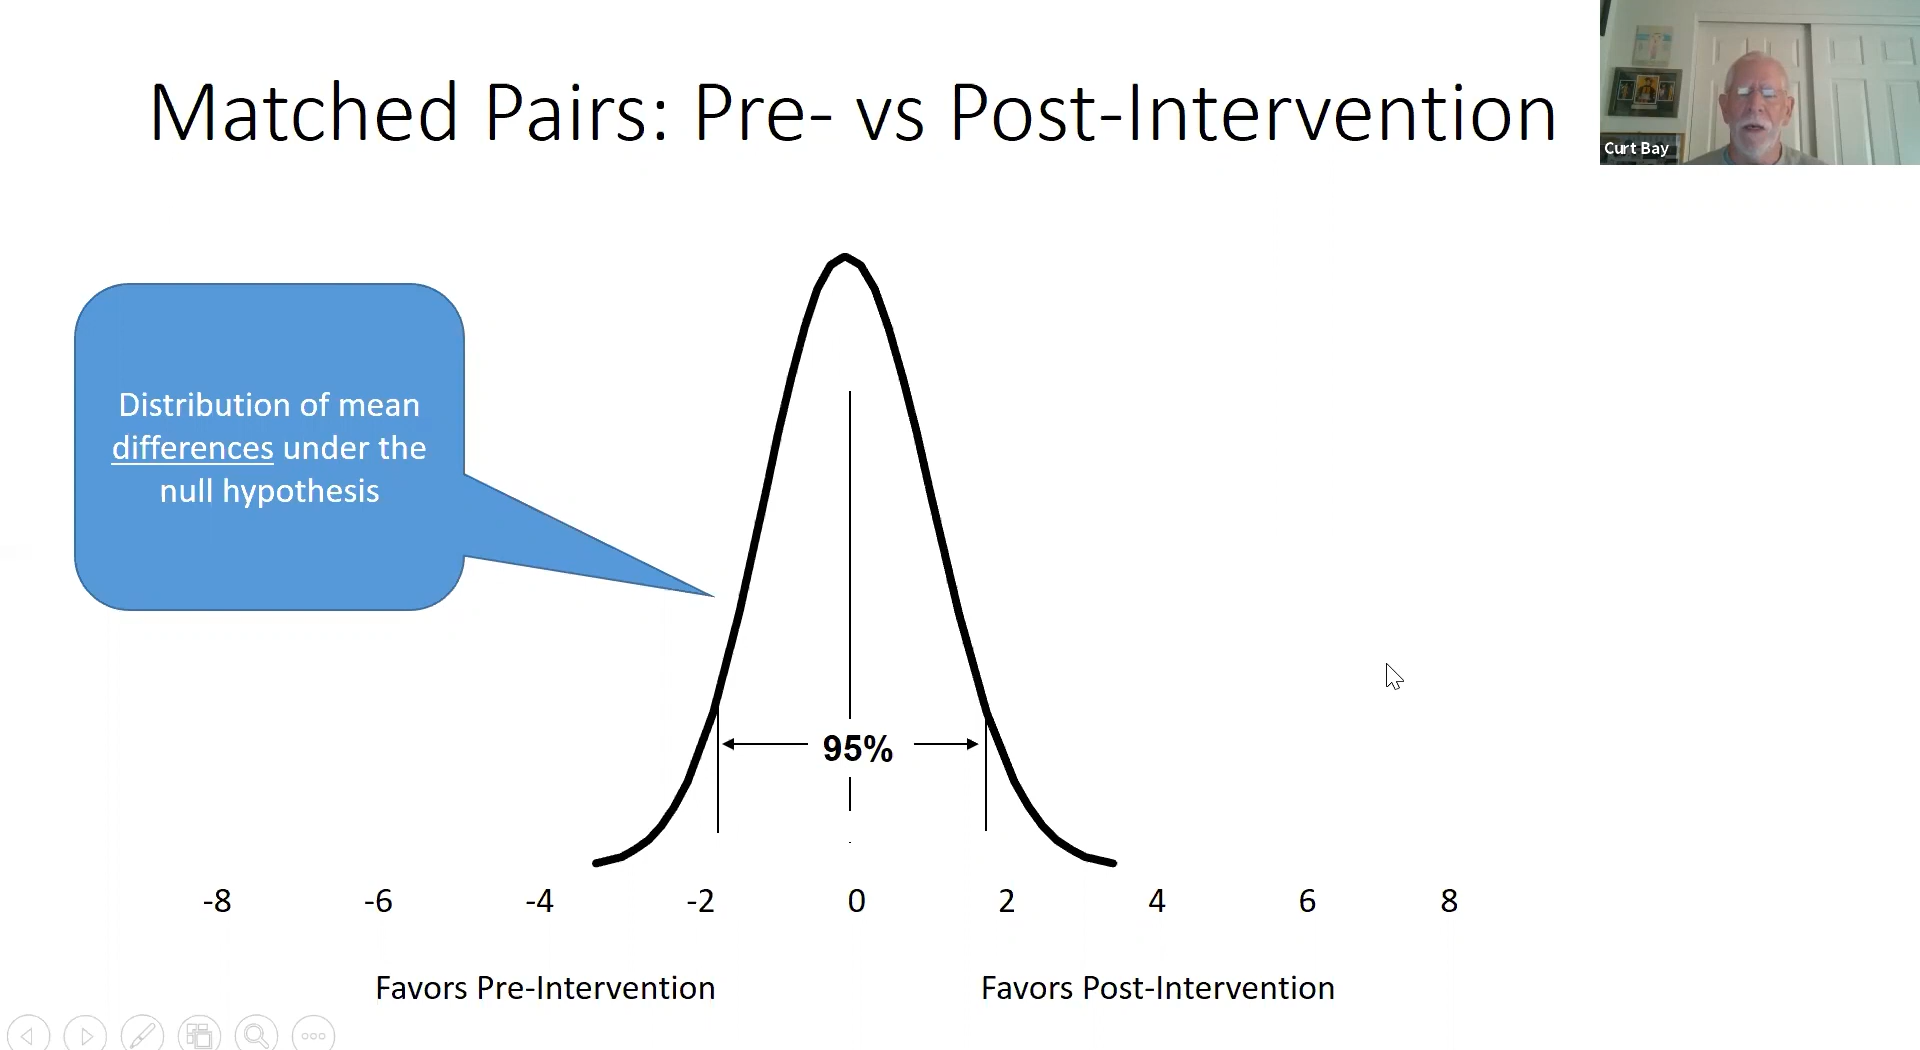 Matched Pairs: Pre- vs Post-Intervention
Curt Bay
Distribution of mean
differences under the
null hypothesis
95%
-8 -6 -4 -2 0 2 4 6 8
Favors Pre-Intervention Favors Post-Intervention